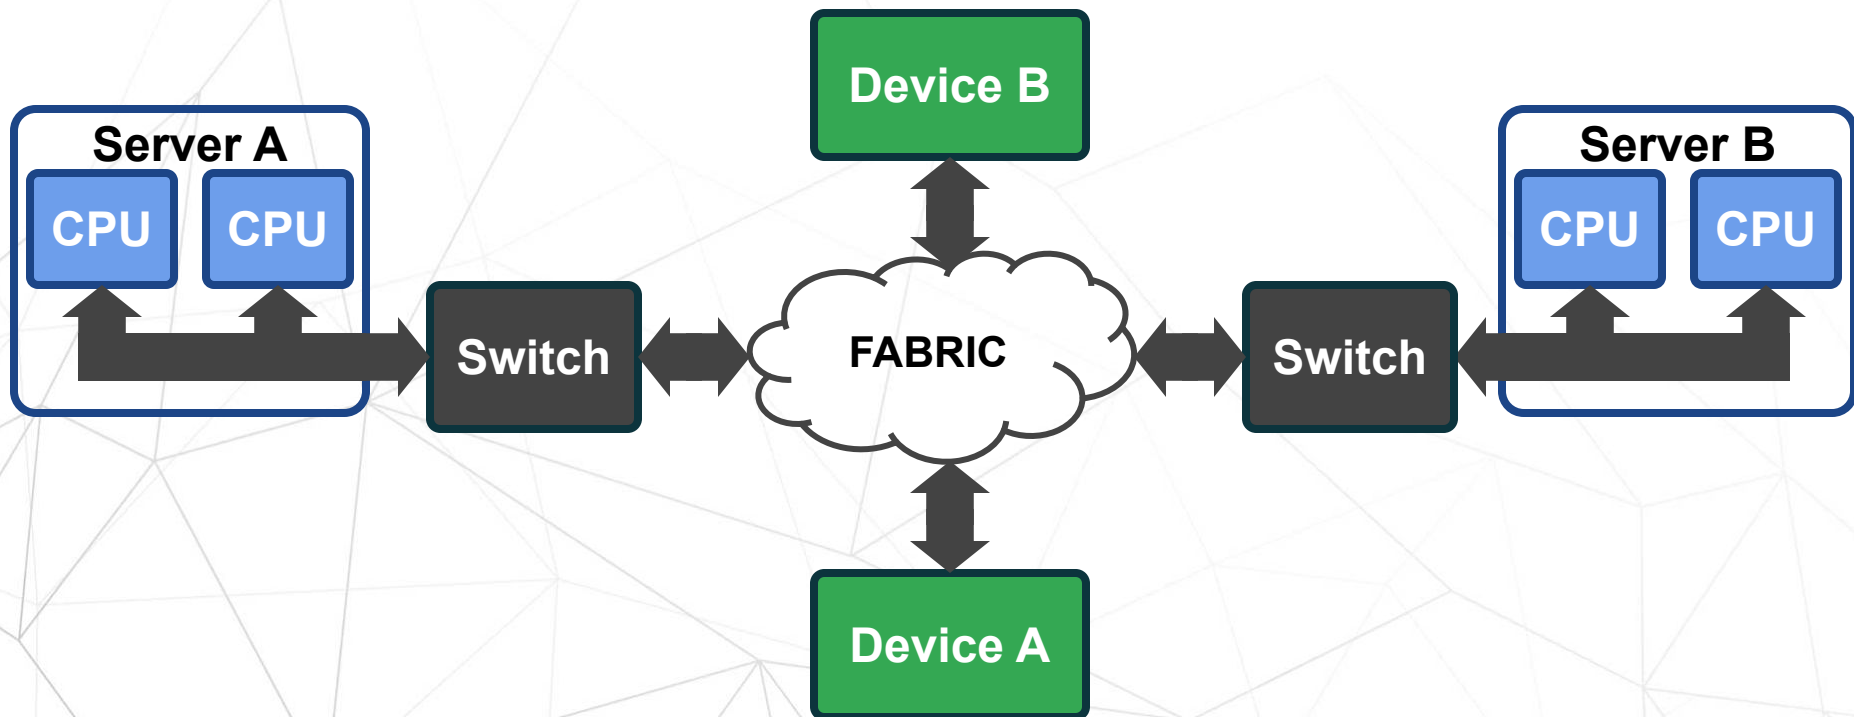 Device B
Server A
CPU CPU
Server B
CPU CPU
Switch
FABRIC
Switch
Device A